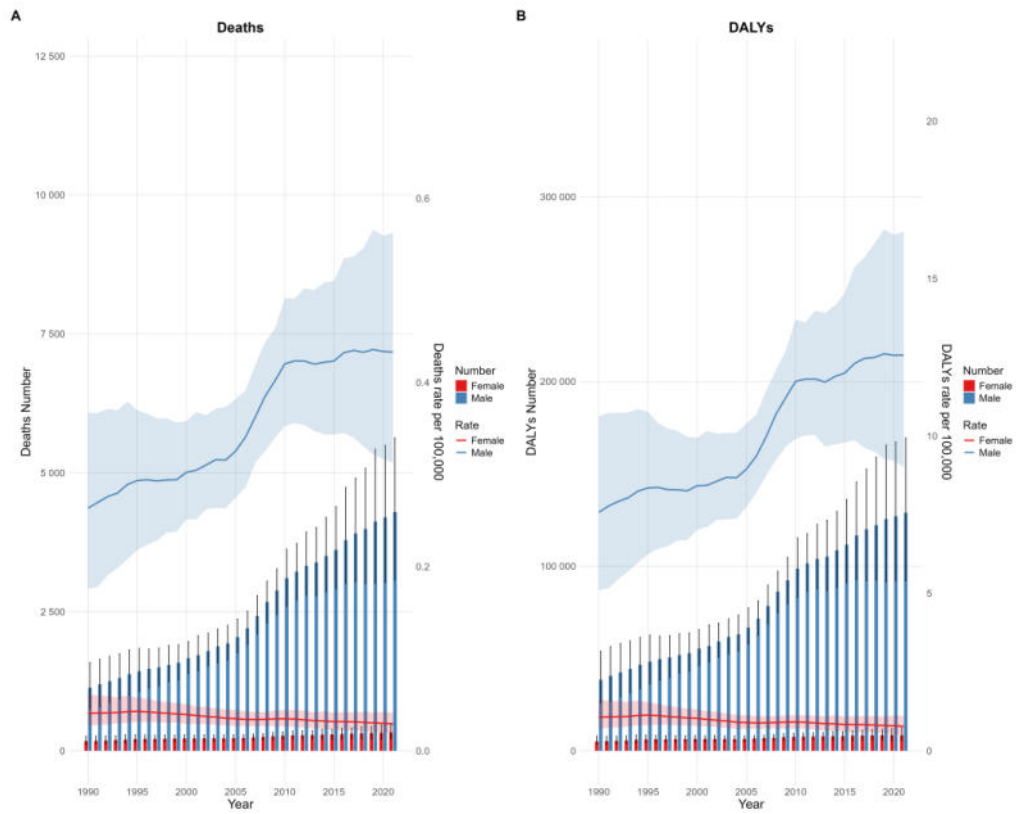 A
Deaths
12 500
10 000
7 500
5 000
2 500
0
Deaths Number
0.6
0.4
0.2
0.0
Deaths rate per 100,000
1990
1995
2000
2005
2010
2015
2020
Year
Number
Female
Male
Rate
Female
Male
B
DALYs
300 000
200 000
100 000
0
DALYs Number
20
15
10
5
0
DALYs rate per 100,000
1990
1995
2000
2005
2010
2015
2020
Year
Number
Female
Male
Rate
Female
Male